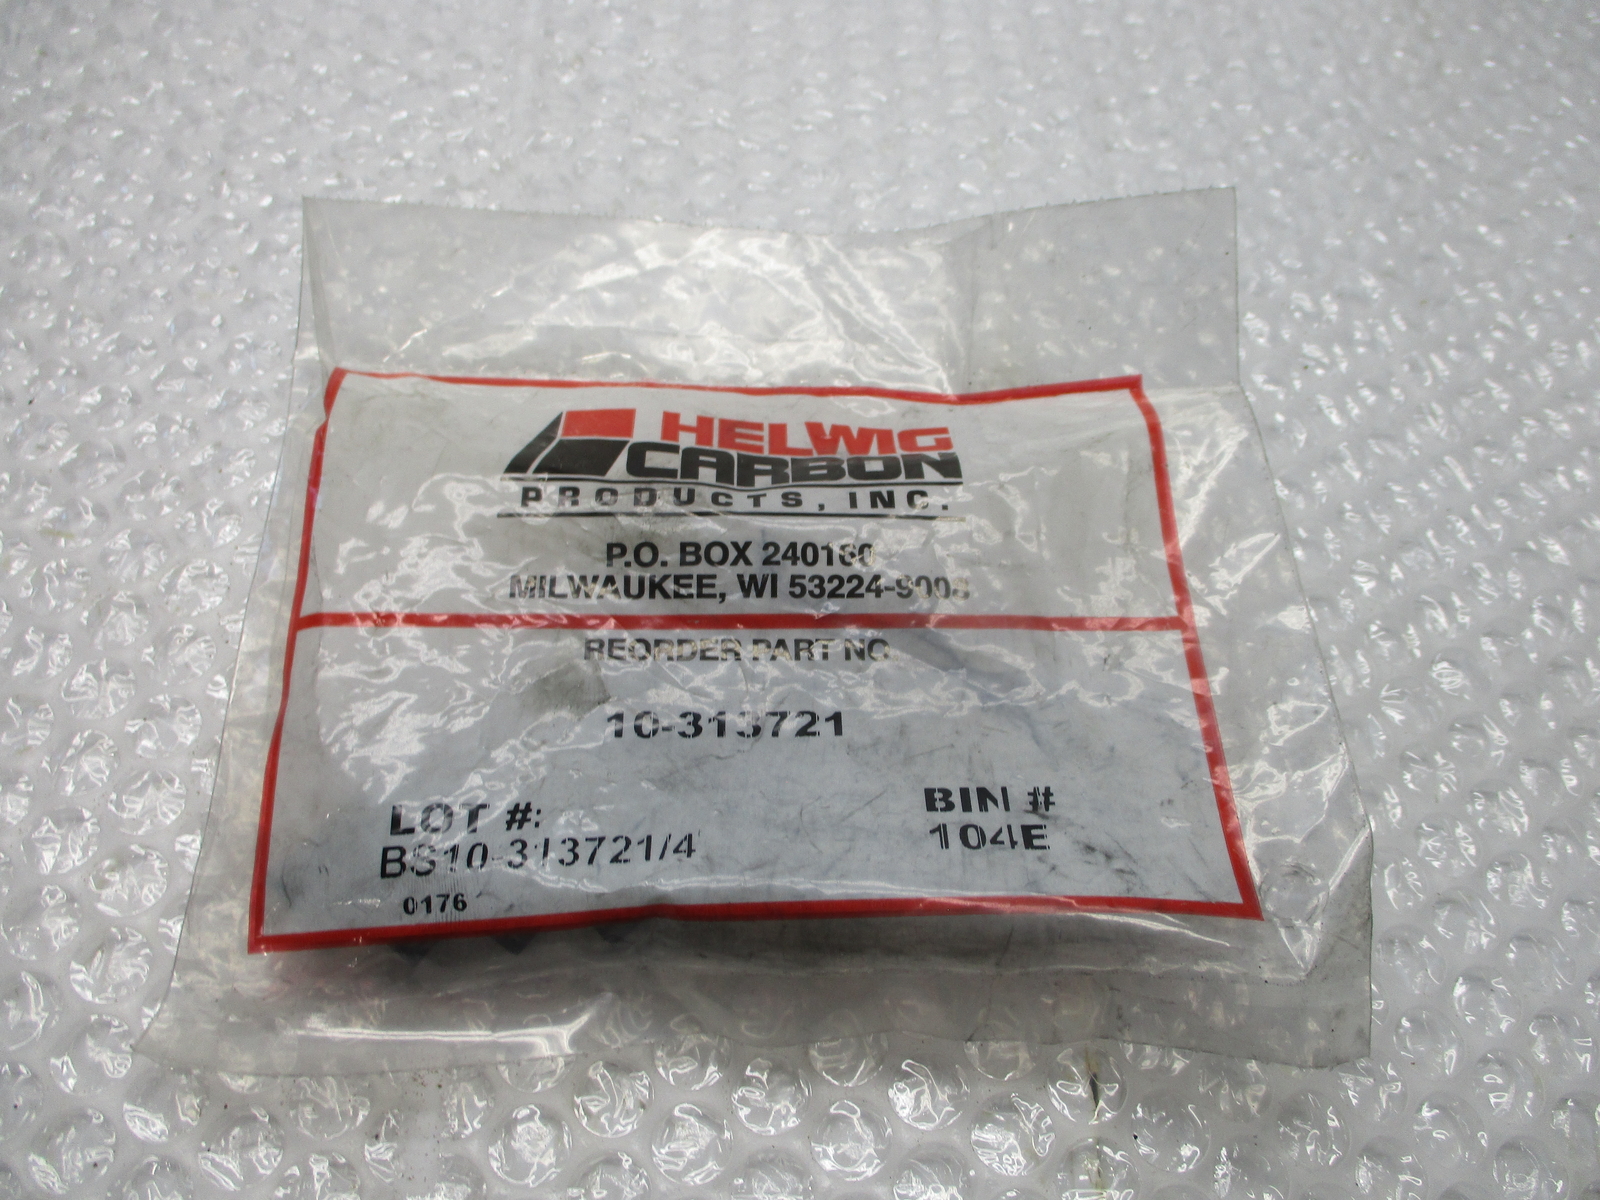 HELWIG
CARBON
PRODUCTS, INC.
P.O. BOX 240160
MILWAUKEE, WI 53224-9008
REORDER PART NO.
10-313721
LOT #:
BS10-313721/4
BIN #
104E
0176